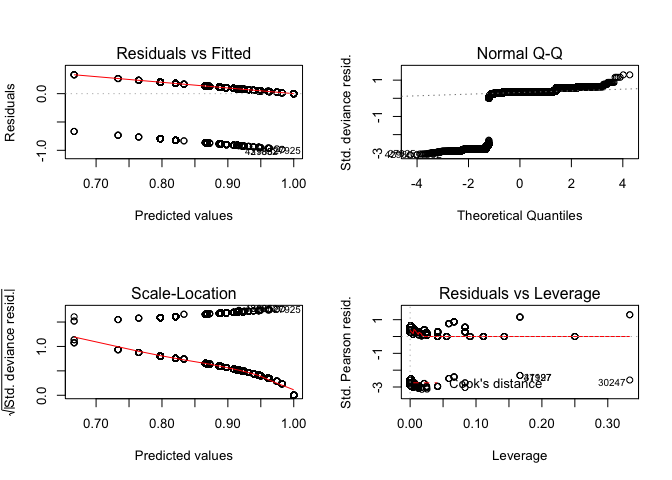 Residuals vs Fitted
Residuals
0.0
-1.0
0.70
0.80
0.90
1.00
Predicted values
Normal Q-Q
Std. deviance resid.
1
-1
-3
-4
-2
0
2
4
Theoretical Quantiles
Scale-Location
√|Std. deviance resid.|
1.0
0.0
0.70
0.80
0.90
1.00
Predicted values
Residuals vs Leverage
Std. Pearson resid.
1
-1
-3
Cook's distance
30247
0.00
0.10
0.20
0.30
Leverage